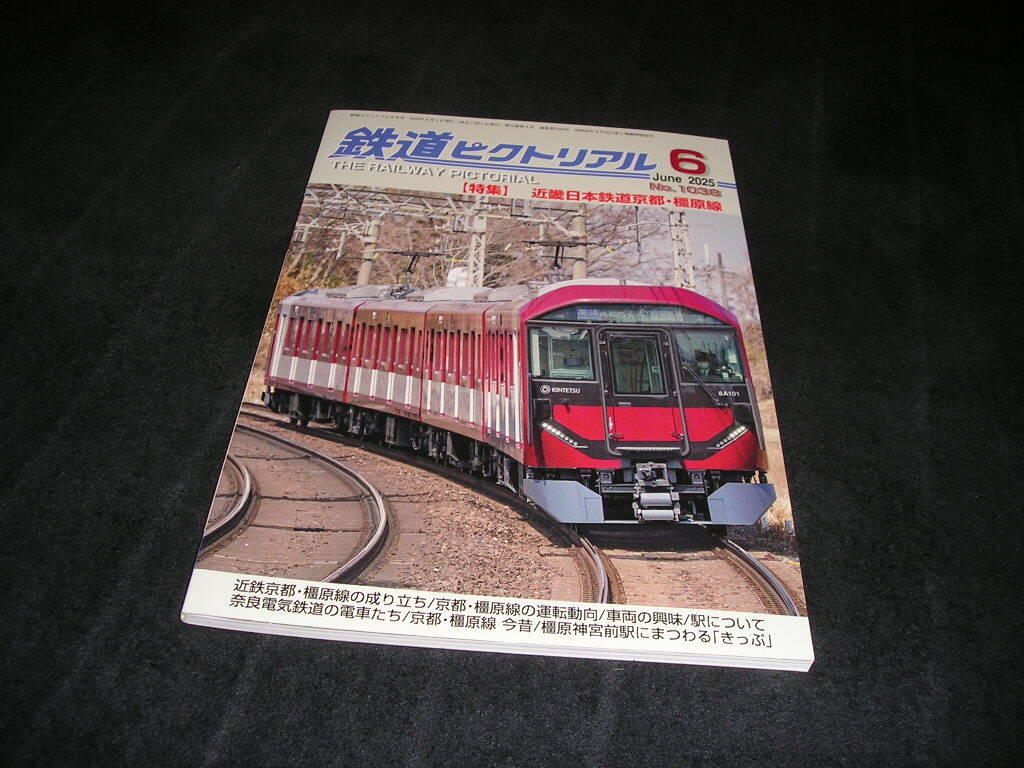 鉄道ピクトリアル 6
THE RAILWAY PICTORIAL
June 2025
No.1038
【特集】 近畿日本鉄道京都・橿原線
KINTETSU
8A101
近鉄京都・橿原線の成り立ち/京都・橿原線の運転動向/車両の興味/駅について
奈良電気鉄道の電車たち/京都・橿原線 今昔/橿原神宮前駅にまつわる「きっぷ」